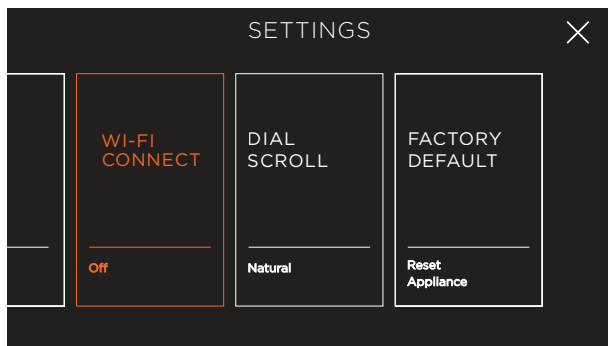 SETTINGS
WI-FI
CONNECT
Off
DIAL
SCROLL
Natural
FACTORY
DEFAULT
Reset
Appliance